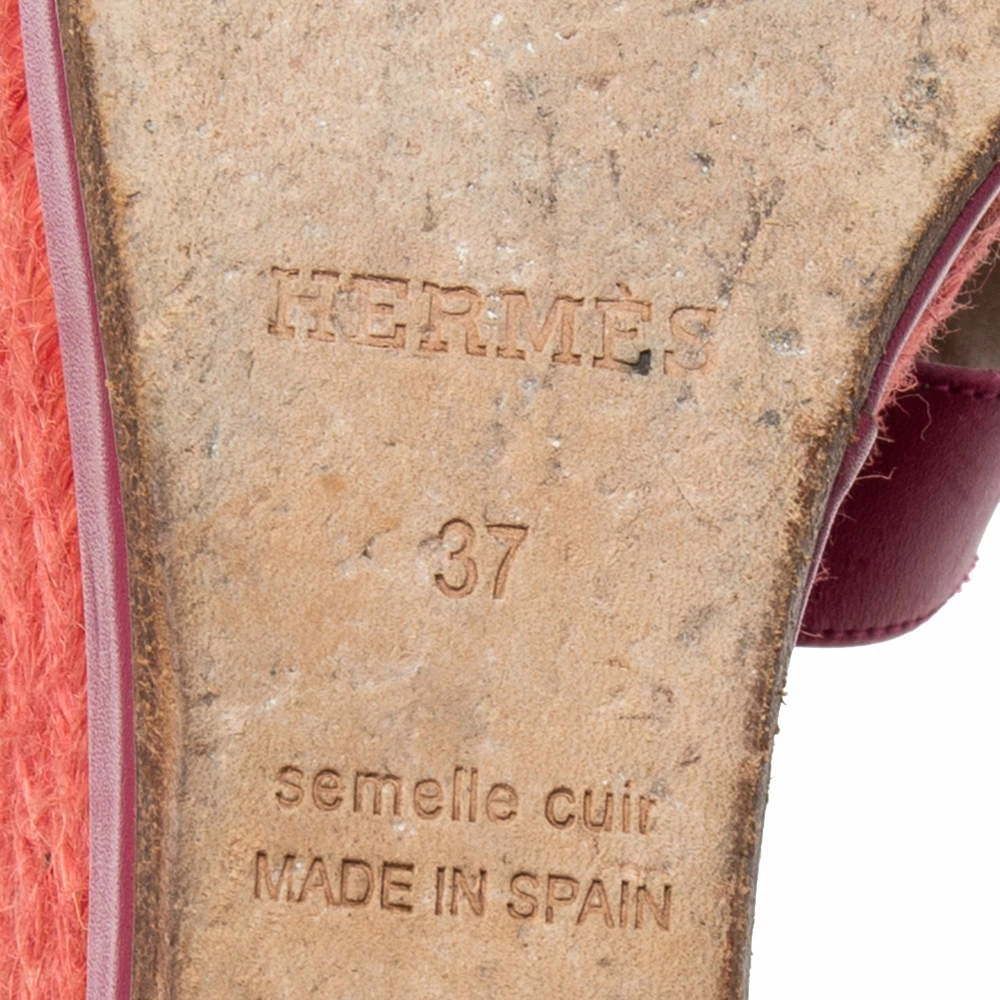 HERMÈS
37
semelle cuir
MADE IN SPAIN